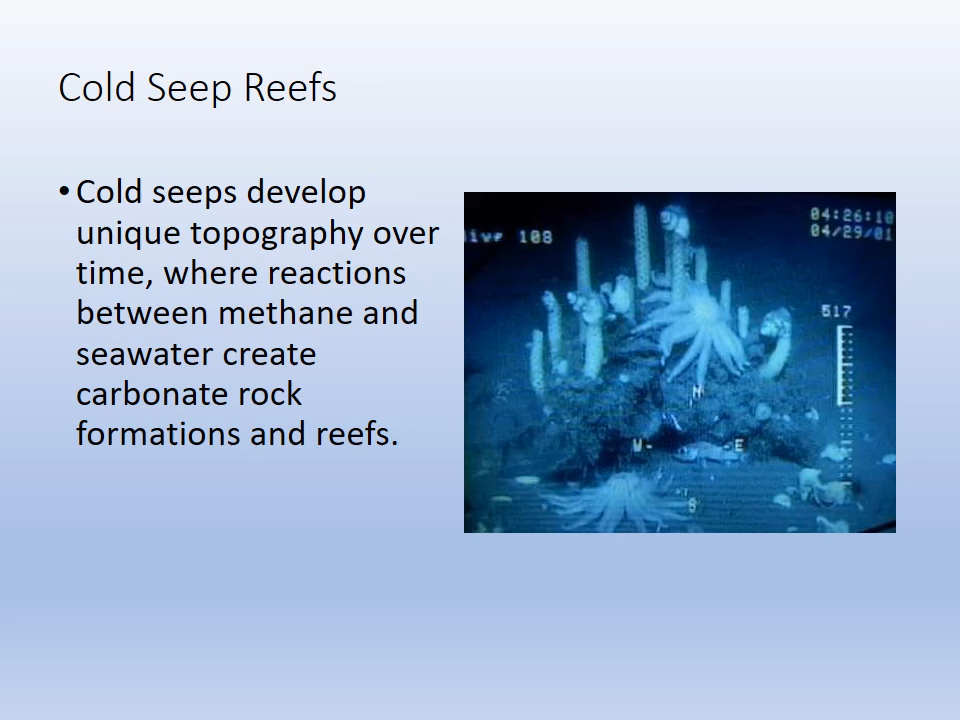 Cold Seep Reefs
• Cold seeps develop
unique topography over
time, where reactions
between methane and
seawater create
carbonate rock
formations and reefs.
04:26:10
04/29/01
108
517
N
W- -E
S